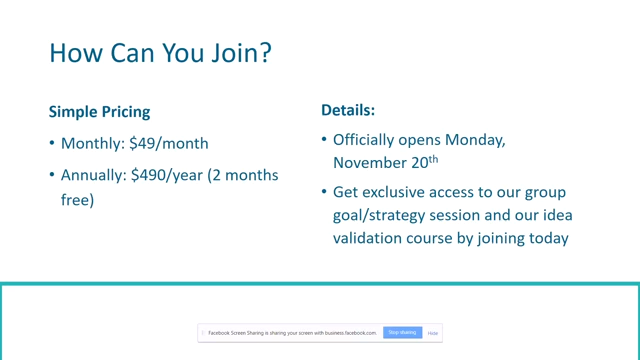 How Can You Join?
Simple Pricing
• Monthly: $49/month
• Annually: $490/year (2 months
free)
Details:
• Officially opens Monday,
November 20th
• Get exclusive access to our group
goal/strategy session and our idea
validation course by joining today
Facebook Screen Sharing is sharing your screen with business.facebook.com.
Stop sharing
Hide